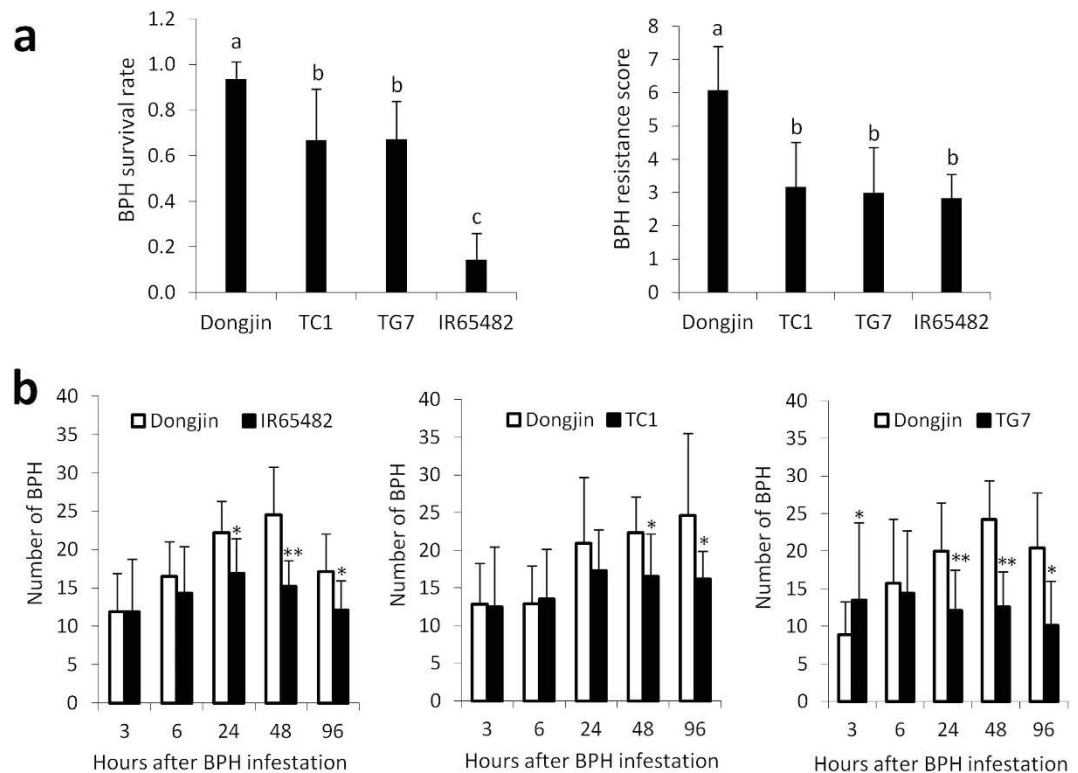 a
BPH survival rate
1.2
1.0
0.8
0.6
0.4
0.2
0.0
a
b
b
c
Dongjin TC1 TG7 IR65482
BPH resistance score
8
7
6
5
4
3
2
1
0
a
b
b
b
Dongjin TC1 TG7 IR65482
b
Number of BPH
40
35
30
25
20
15
10
5
0
Dongjin IR65482
*
**
*
3 6 24 48 96
Hours after BPH infestation
Number of BPH
40
35
30
25
20
15
10
5
0
Dongjin TC1
*
*
3 6 24 48 96
Hours after BPH infestation
Number of BPH
40
35
30
25
20
15
10
5
0
Dongjin TG7
*
**
**
*
3 6 24 48 96
Hours after BPH infestation